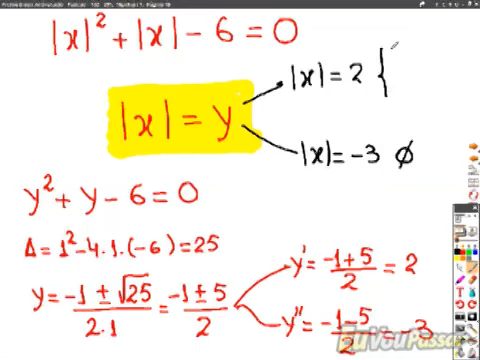 |x|² + |x| − 6 = 0
|x| = y
|x| = 2 {
|x| = −3 ∅
y² + y − 6 = 0
Δ = 1² − 4.1.(−6) = 25
y = −1 ± √25 / 2.1 = −1 ± 5 / 2
y' = −1+5 / 2 = 2
y'' = −1−5 / 2 −3
EuVouPassar